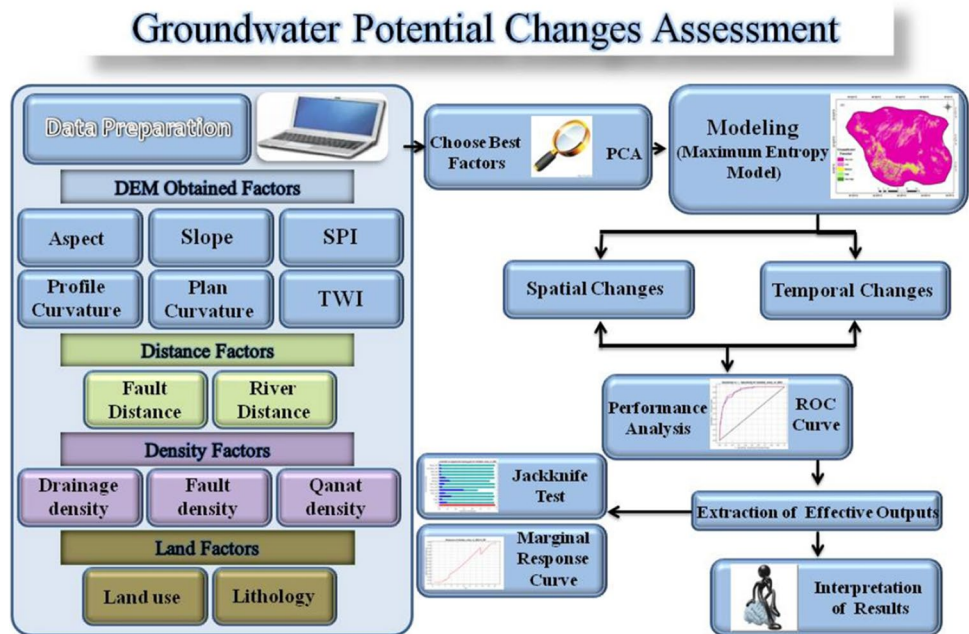 Groundwater Potential Changes Assessment
Data Preparation
DEM Obtained Factors
Aspect
Slope
SPI
Profile
Curvature
Plan
Curvature
TWI
Distance Factors
Fault
Distance
River
Distance
Density Factors
Drainage
density
Fault
density
Qanat
density
Land Factors
Land use
Lithology
Choose Best
Factors
PCA
Modeling
(Maximum Entropy
Model)
Spatial Changes
Temporal Changes
Performance
Analysis
ROC
Curve
Extraction of Effective Outputs
Jackknife
Test
Marginal
Response
Curve
Interpretation
of Results